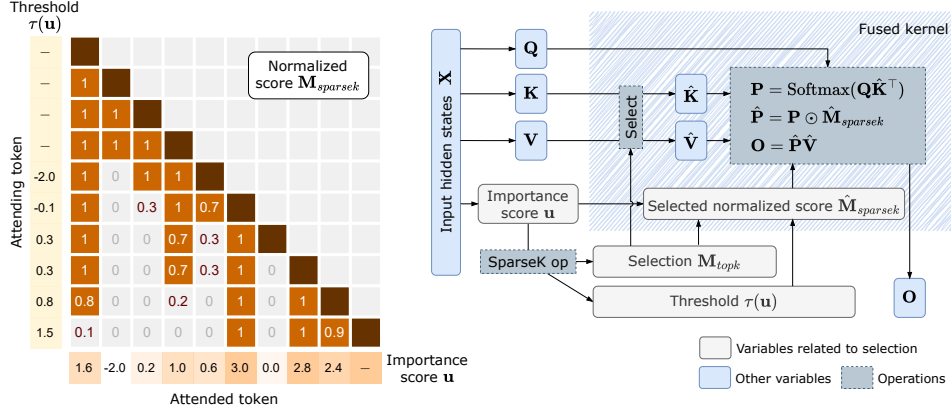 Threshold
τ(u)
Normalized
score M_sparsek
Attending token
–
– 1
– 1 1
– 1 1 1
-2.0 1 0 1 1
-0.1 1 0 0.3 1 0.7
0.3 1 0 0 0.7 0.3 1
0.3 1 0 0 0.7 0.3 1 0
0.8 0.8 0 0 0.2 0 1 0 1
1.5 0.1 0 0 0 0 1 0 1 0.9
1.6 -2.0 0.2 1.0 0.6 3.0 0.0 2.8 2.4 –
Importance
score u
Attended token
Fused kernel
Input hidden states X
Q
K
V
Select
K̂
V̂
P = Softmax(QK̂⊤)
P̂ = P ⊙ M̂_sparsek
O = P̂V̂
Importance
score u
Selected normalized score M̂_sparsek
SparseK op
Selection M_topk
Threshold τ(u)
O
Variables related to selection
Other variables
Operations